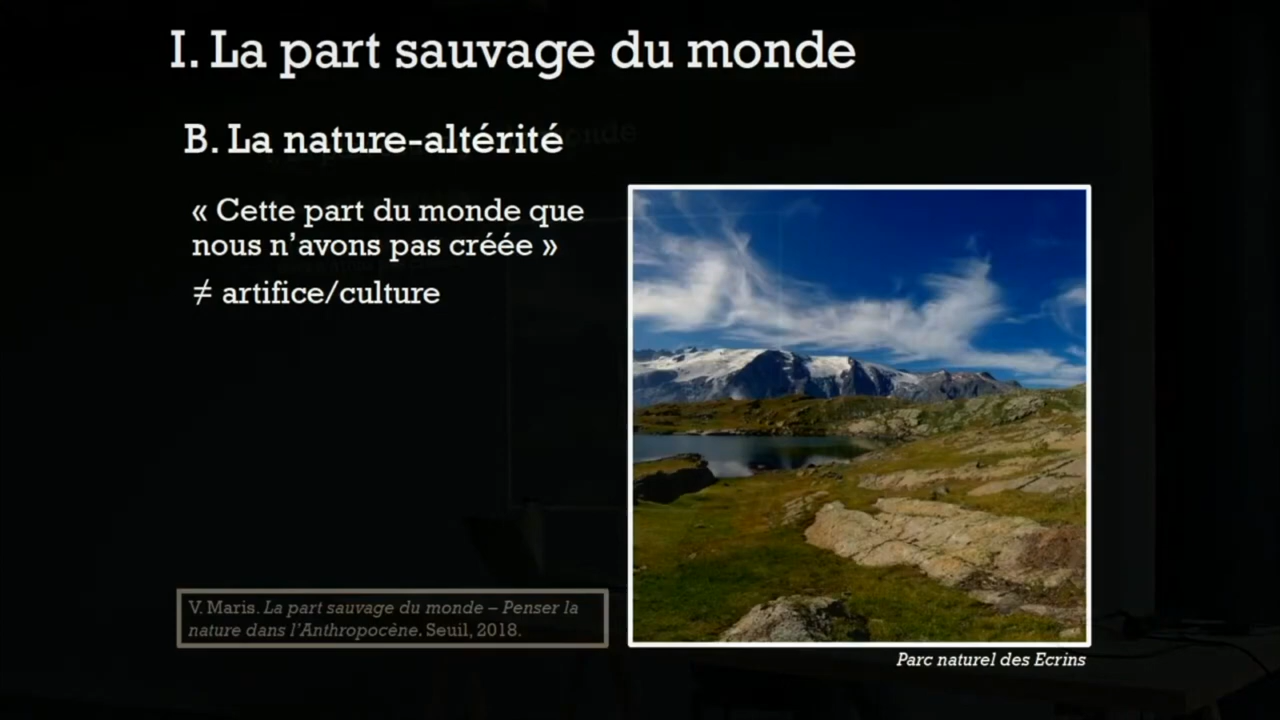 I. La part sauvage du monde
B. La nature-altérité
« Cette part du monde que
nous n’avons pas créée »
≠ artifice/culture
V. Maris. La part sauvage du monde – Penser la
nature dans l’Anthropocène. Seuil, 2018.
Parc naturel des Ecrins